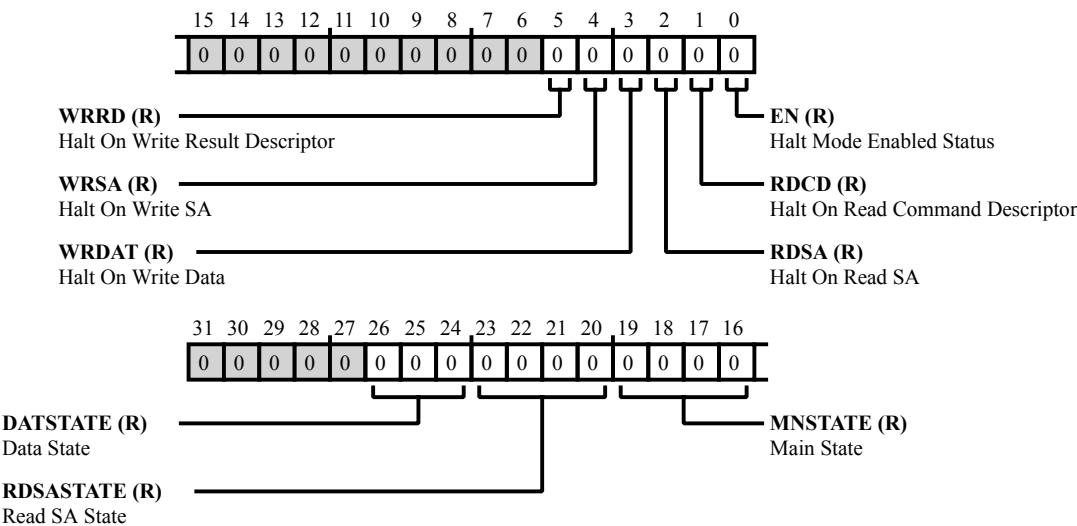 15 14 13 12 11 10 9 8 7 6 5 4 3 2 1 0
0 0 0 0 0 0 0 0 0 0 0 0 0 0 0 0
WRRD (R)
Halt On Write Result Descriptor
EN (R)
Halt Mode Enabled Status
WRSA (R)
Halt On Write SA
RDCD (R)
Halt On Read Command Descriptor
WRDAT (R)
Halt On Write Data
RDSA (R)
Halt On Read SA
31 30 29 28 27 26 25 24 23 22 21 20 19 18 17 16
0 0 0 0 0 0 0 0 0 0 0 0 0 0 0 0
DATSTATE (R)
Data State
MNSTATE (R)
Main State
RDSASTATE (R)
Read SA State